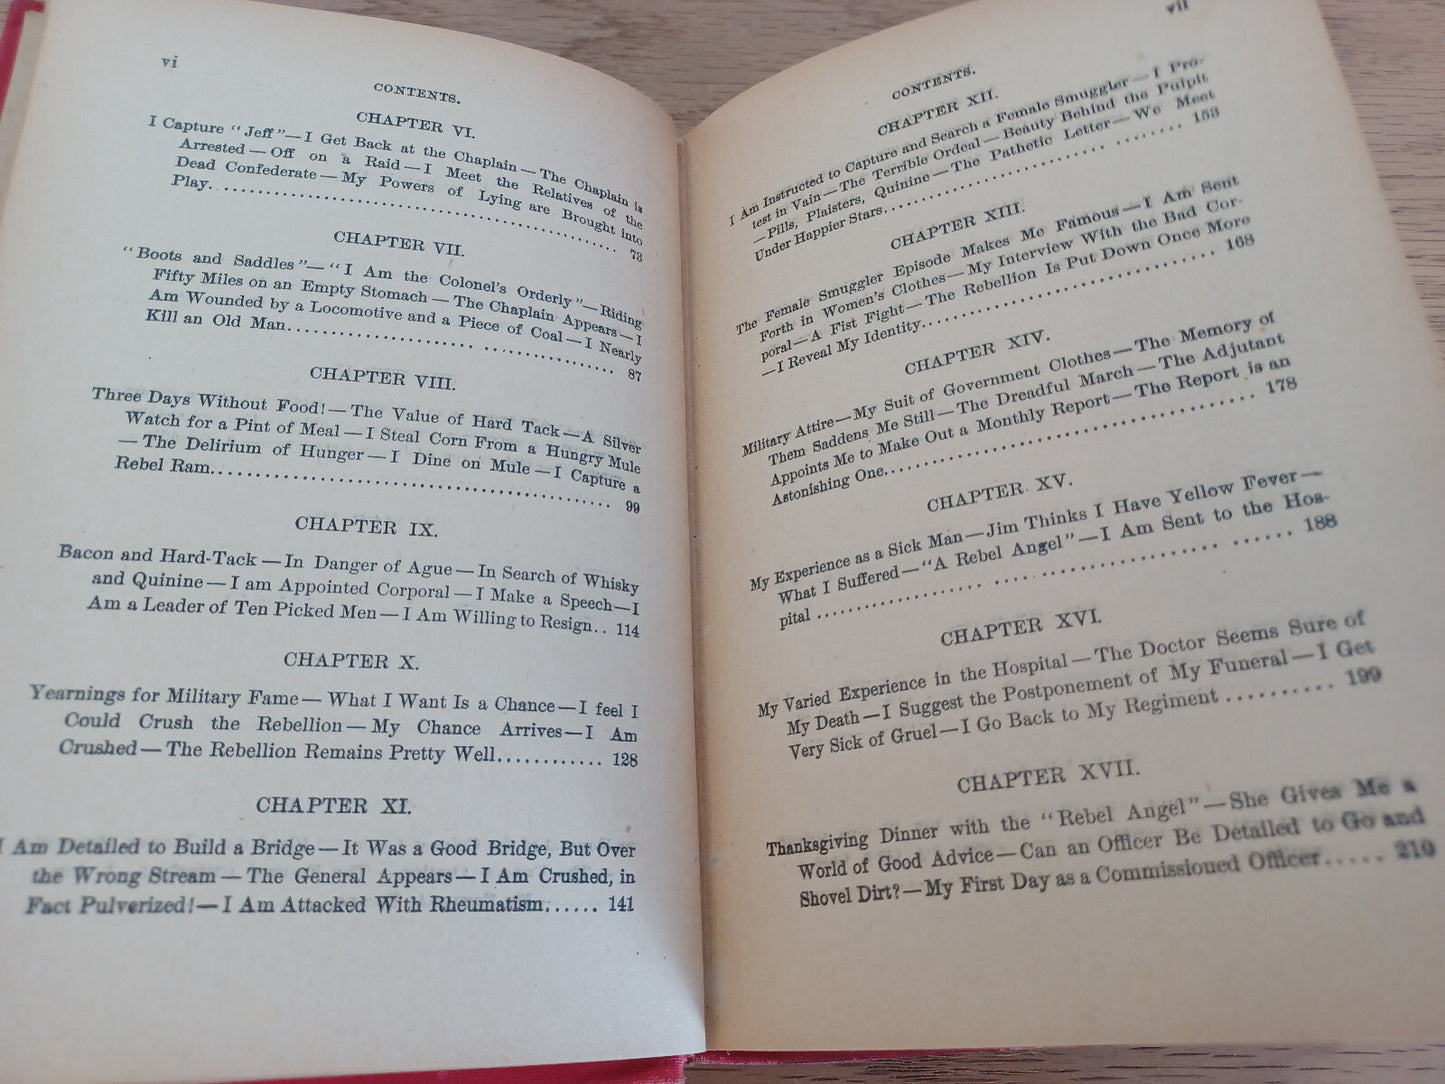 vi
CONTENTS.
CHAPTER VI.
I Capture "Jeff"—I Get Back at the Chaplain—The Chaplain is
Arrested—Off on a Raid—I Meet the Relatives of the
Dead Confederate—My Powers of Lying are Brought into
Play.................................................... 73
CHAPTER VII.
"Boots and Saddles"—"I Am the Colonel's Orderly"—Riding
Fifty Miles on an Empty Stomach—The Chaplain Appears—I
Am Wounded by a Locomotive and a Piece of Coal—I Nearly
Kill an Old Man....................... ................ 87
CHAPTER VIII.
Three Days Without Food!—The Value of Hard Tack—A Silver
Watch for a Pint of Meal—I Steal Corn From a Hungry Mule
—The Delirium of Hunger—I Dine on Mule—I Capture a
Rebel Ram............................................... 99
CHAPTER IX.
Bacon and Hard-Tack—In Danger of Ague—In Search of Whisky
and Quinine—I am Appointed Corporal—I Make a Speech—I
Am a Leader of Ten Picked Men—I Am Willing to Resign.. 114
CHAPTER X.
Yearnings for Military Fame—What I Want Is a Chance—I feel I
Could Crush the Rebellion—My Chance Arrives—I Am
Crushed—The Rebellion Remains Pretty Well............ 128
CHAPTER XI.
I Am Detailed to Build a Bridge—It Was a Good Bridge, But Over
the Wrong Stream—The General Appears—I Am Crushed, in
Fact Pulverized!—I Am Attacked With Rheumatism...... 141
vii
CONTENTS.
CHAPTER XII.
I Am Instructed to Capture and Search a Female Smuggler—I Pro-
test in Vain—The Terrible Ordeal—Beauty Behind the Pulpit
—Pills, Plaisters, Quinine—The Pathetic Letter—We Meet
Under Happier Stars........................ ......... 153
CHAPTER XIII.
The Female Smuggler Episode Makes Me Famous—I Am Sent
Forth in Women's Clothes—My Interview With the Bad Cor-
poral—A Fist Fight—The Rebellion Is Put Down Once More
—I Reveal My Identity................................ 168
CHAPTER XIV.
Military Attire—My Suit of Government Clothes—The Memory of
Them Saddens Me Still—The Dreadful March—The Adjutant
Appoints Me to Make Out a Monthly Report—The Report is an
Astonishing One....................................... 178
CHAPTER XV.
My Experience as a Sick Man—Jim Thinks I Have Yellow Fever—
What I Suffered—"A Rebel Angel"—I Am Sent to the Hos-
pital .................. ... ................... ...... 188
CHAPTER XVI.
My Varied Experience in the Hospital—The Doctor Seems Sure of
My Death—I Suggest the Postponement of My Funeral—I Get
Very Sick of Gruel—I Go Back to My Regiment .......... 199
CHAPTER XVII.
Thanksgiving Dinner with the "Rebel Angel"—She Gives Me a
World of Good Advice—Can an Officer Be Detailed to Go and
Shovel Dirt?—My First Day as a Commissioned Officer..... 210